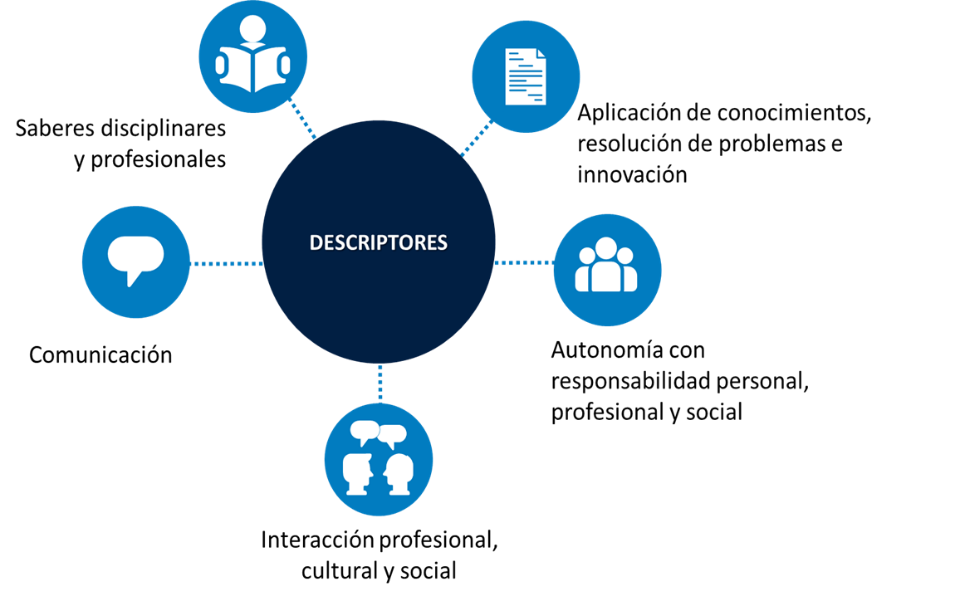 Saberes disciplinares
y profesionales
Aplicación de conocimientos,
resolución de problemas e
innovación
DESCRIPTORES
Comunicación
Autonomía con
responsabilidad personal,
profesional y social
Interacción profesional,
cultural y social